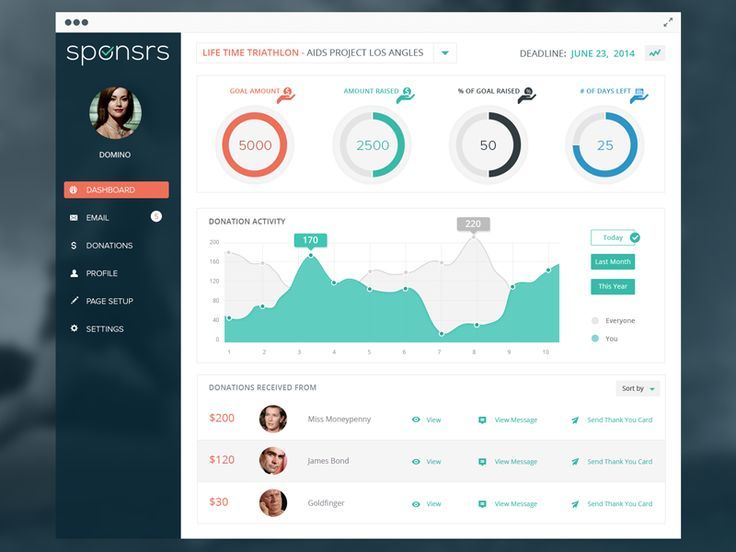 sponsrs
DOMINO
DASHBOARD
EMAIL 5
DONATIONS
PROFILE
PAGE SETUP
SETTINGS
LIFE TIME TRIATHLON - AIDS PROJECT LOS ANGLES
DEADLINE: JUNE 23, 2014
GOAL AMOUNT $
AMOUNT RAISED $
% OF GOAL RAISED %
# OF DAYS LEFT
5000
2500
50
25
DONATION ACTIVITY
200
160
120
80
40
0
170
220
1 2 3 4 5 6 7 8 9 10
Today
Last Month
This Year
Everyone
You
DONATIONS RECEIVED FROM
Sort by
$200 Miss Moneypenny View View Message Send Thank You Card
$120 James Bond View View Message Send Thank You Card
$30 Goldfinger View View Message Send Thank You Card